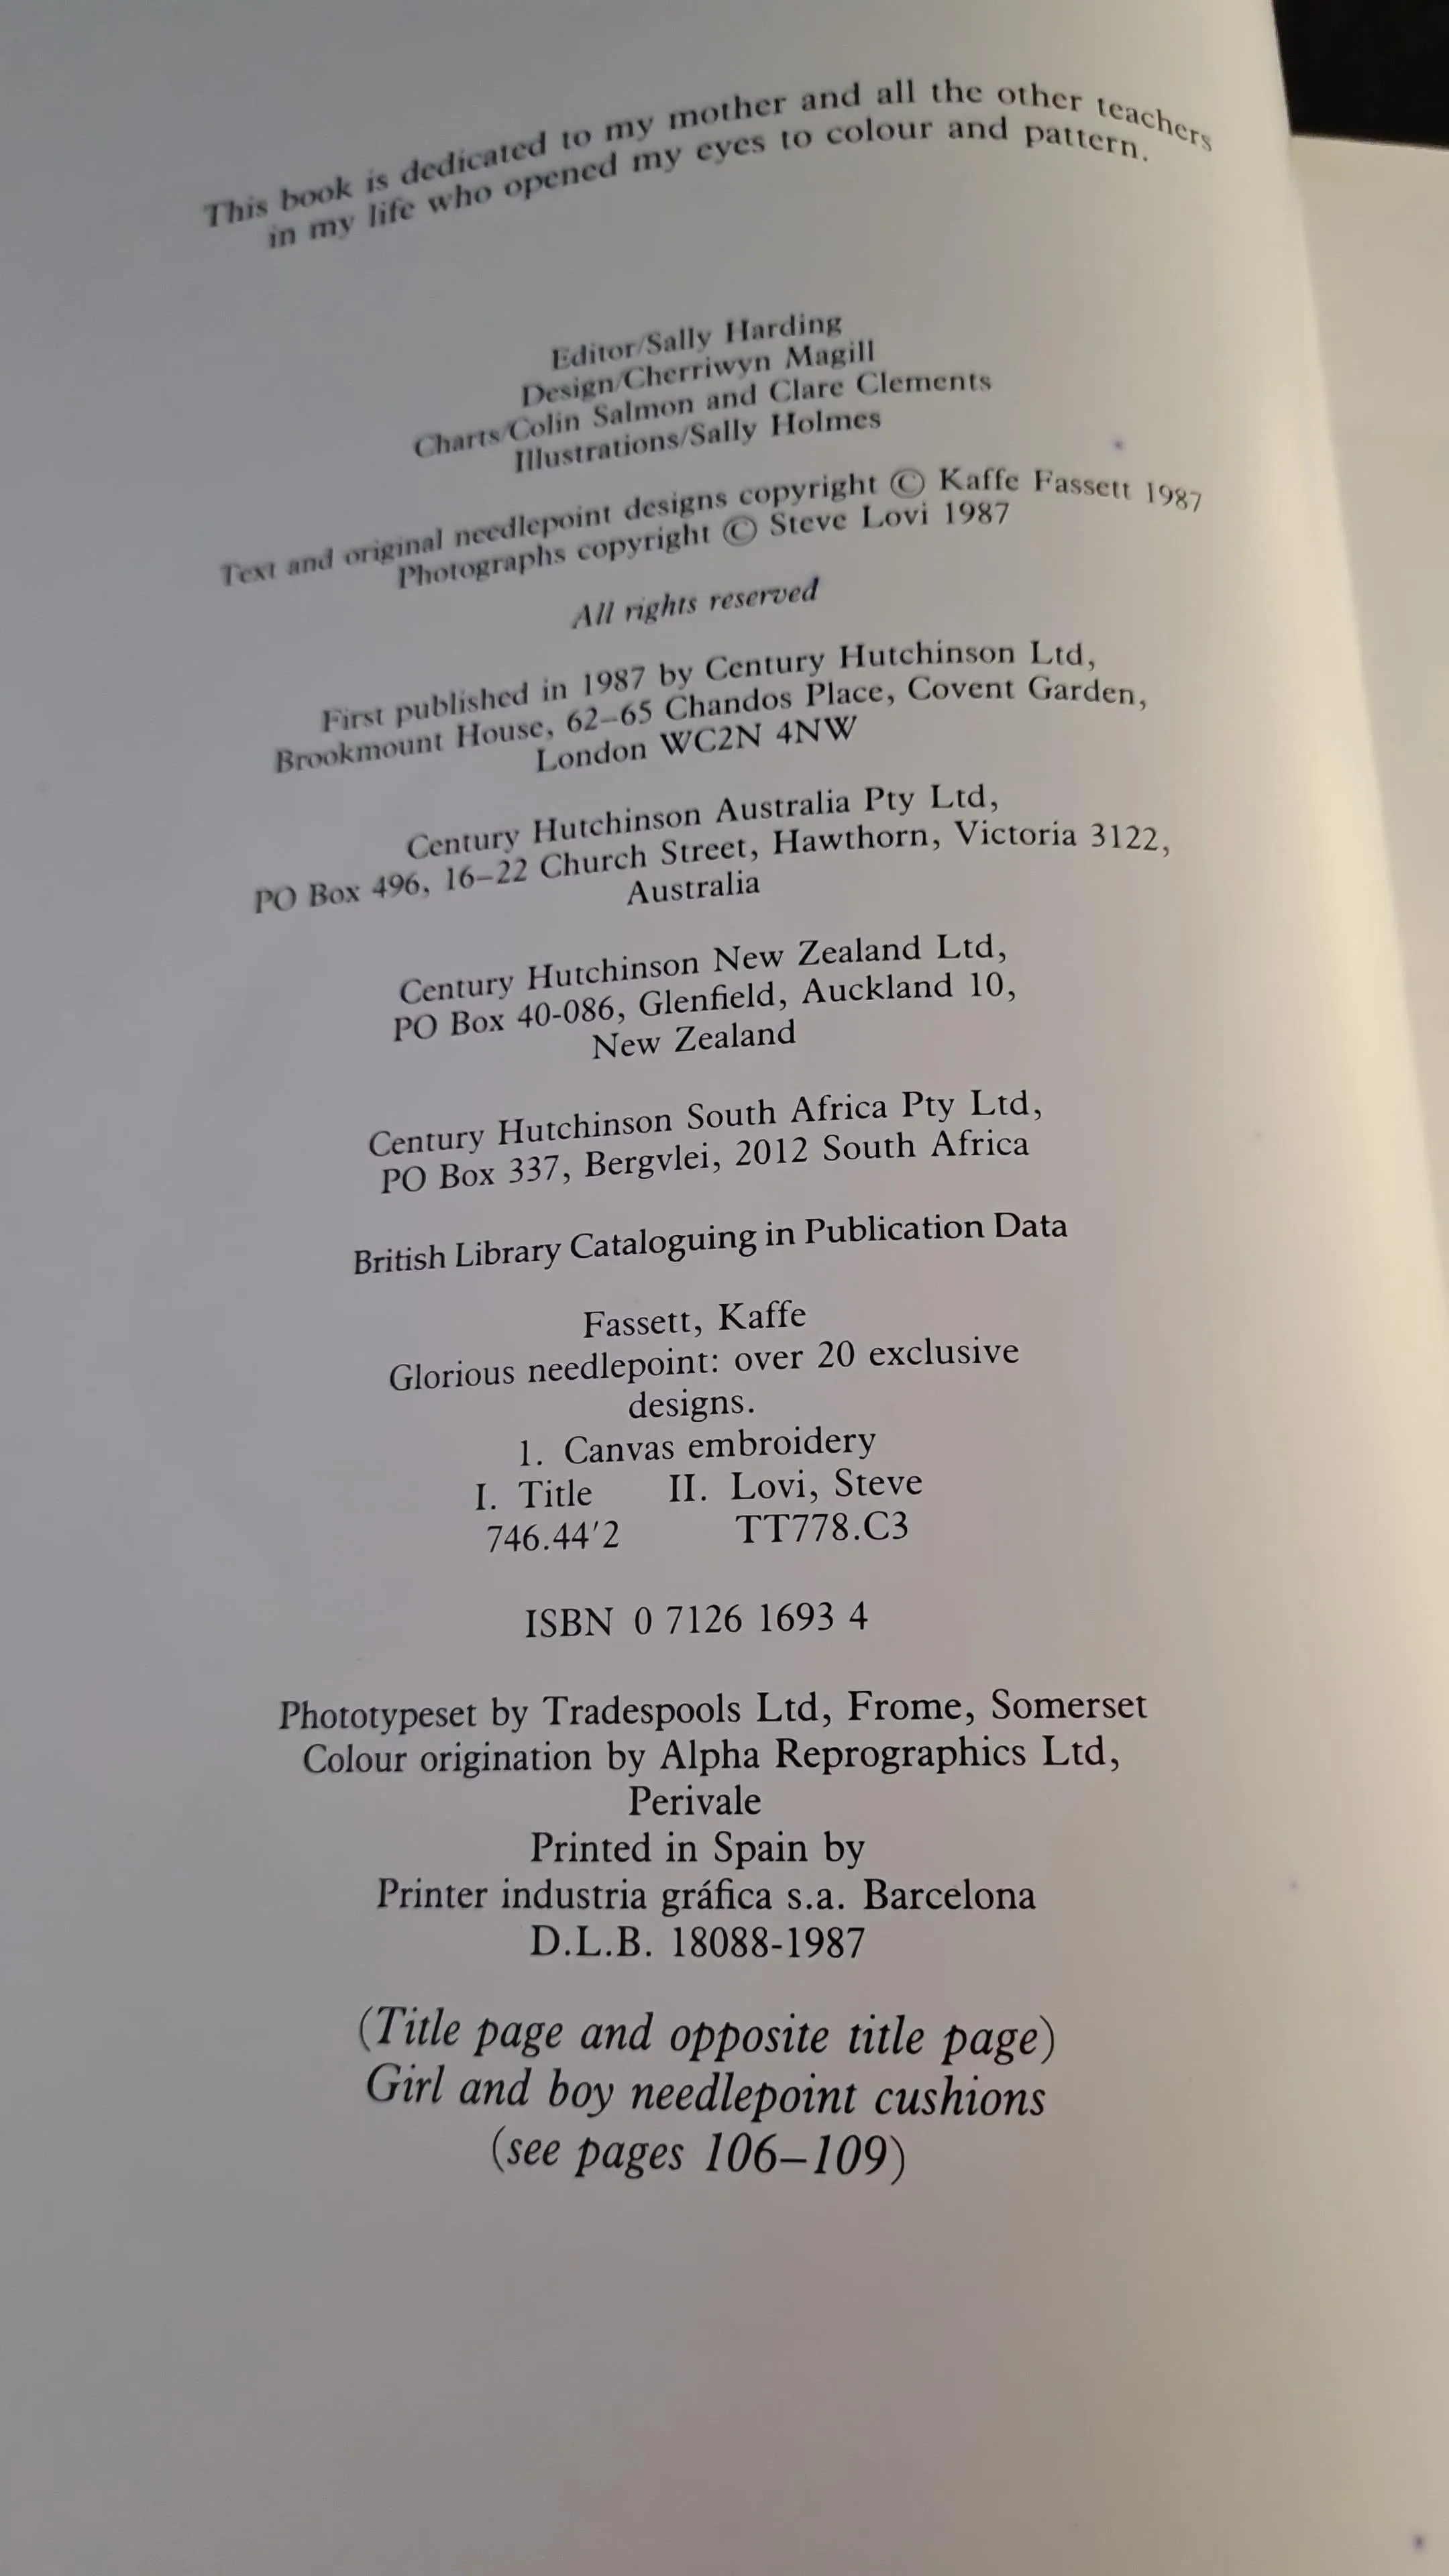 This book is dedicated to my mother and all the other teachers
in my life who opened my eyes to colour and pattern.
Editor/Sally Harding
Design/Cherriwyn Magill
Charts/Colin Salmon and Clare Clements
Illustrations/Sally Holmes
Text and original needlepoint designs copyright © Kaffe Fassett 1987
Photographs copyright © Steve Lovi 1987
All rights reserved
First published in 1987 by Century Hutchinson Ltd,
Brookmount House, 62–65 Chandos Place, Covent Garden,
London WC2N 4NW
Century Hutchinson Australia Pty Ltd,
PO Box 496, 16–22 Church Street, Hawthorn, Victoria 3122,
Australia
Century Hutchinson New Zealand Ltd,
PO Box 40-086, Glenfield, Auckland 10,
New Zealand
Century Hutchinson South Africa Pty Ltd,
PO Box 337, Bergvlei, 2012 South Africa
British Library Cataloguing in Publication Data
Fassett, Kaffe
Glorious needlepoint: over 20 exclusive
designs.
1. Canvas embroidery
I. Title II. Lovi, Steve
746.44′2 TT778.C3
ISBN 0 7126 1693 4
Phototypeset by Tradespools Ltd, Frome, Somerset
Colour origination by Alpha Reprographics Ltd,
Perivale
Printed in Spain by
Printer industria gráfica s.a. Barcelona
D.L.B. 18088-1987
(Title page and opposite title page)
Girl and boy needlepoint cushions
(see pages 106–109)